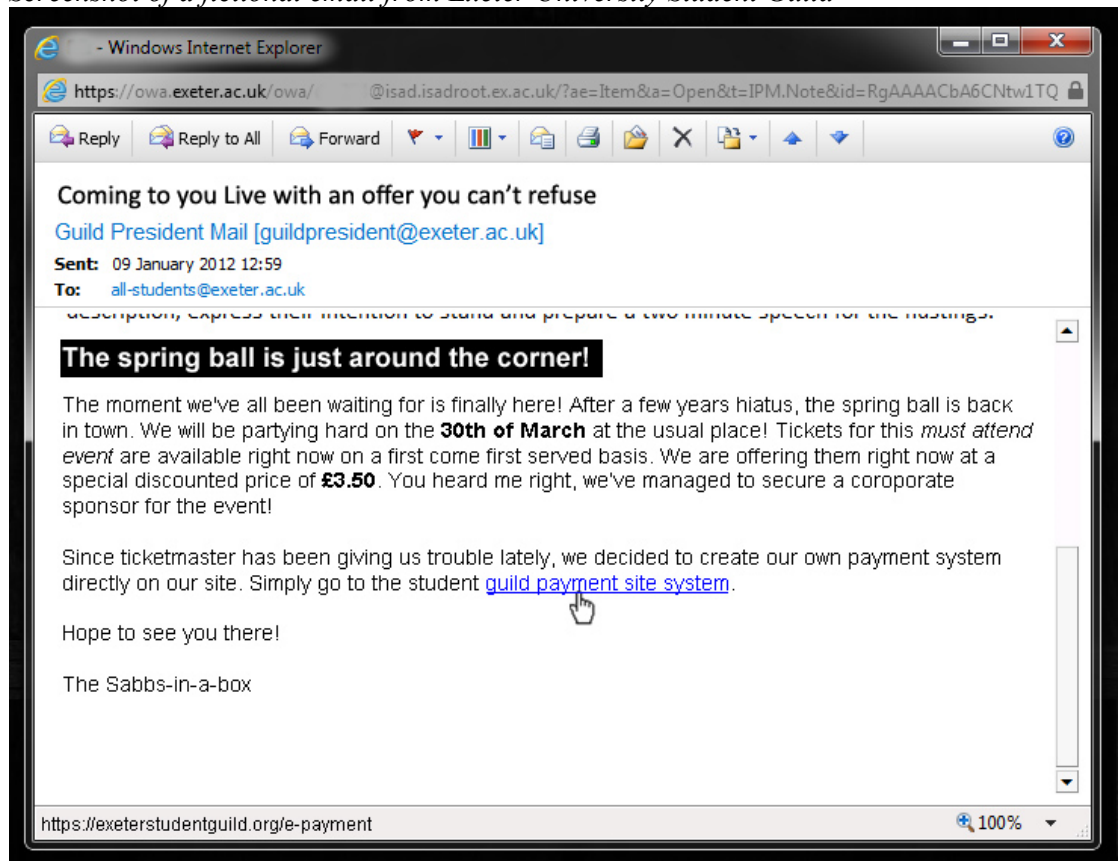 Screenshot of a fictional email from Exeter University Student Guild
- Windows Internet Explorer
https://owa.exeter.ac.uk/owa/ @isad.isadroot.ex.ac.uk/?ae=Item&a=Open&t=IPM.Note&id=RgAAAACbA6CNtw1TQ
Reply Reply to All Forward
Coming to you Live with an offer you can't refuse
Guild President Mail [guildpresident@exeter.ac.uk]
Sent: 09 January 2012 12:59
To: all-students@exeter.ac.uk
description, express their intention to stand and prepare a two minute speech for the hustings.
The spring ball is just around the corner!
The moment we've all been waiting for is finally here! After a few years hiatus, the spring ball is back
in town. We will be partying hard on the 30th of March at the usual place! Tickets for this must attend
event are available right now on a first come first served basis. We are offering them right now at a
special discounted price of £3.50. You heard me right, we've managed to secure a coroporate
sponsor for the event!
Since ticketmaster has been giving us trouble lately, we decided to create our own payment system
directly on our site. Simply go to the student guild payment site system.
Hope to see you there!
The Sabbs-in-a-box
https://exeterstudentguild.org/e-payment
100%